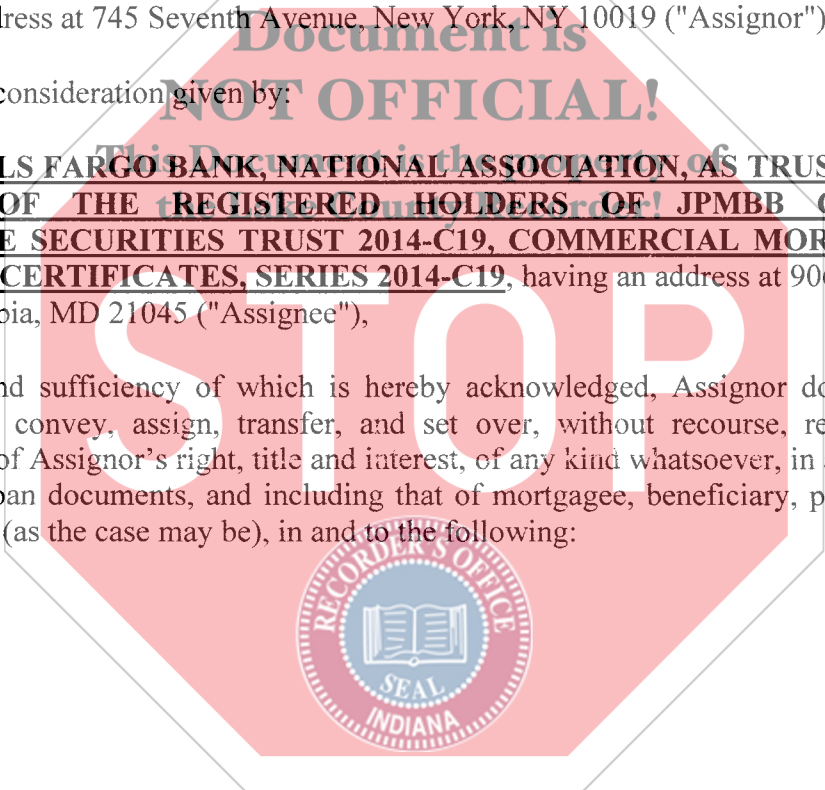 dress at 745 Seventh Avenue, New York, NY 10019 ("Assignor")
Document is
consideration given by:
NOT OFFICIAL!
This Document is the property of
LS FARGO BANK, NATIONAL ASSOCIATION, AS TRUS
the Lake County Recorder!
OF THE REGISTERED HOLDERS OF JPMBB C
E SECURITIES TRUST 2014-C19, COMMERCIAL MOR
CERTIFICATES, SERIES 2014-C19, having an address at 90
bia, MD 21045 ("Assignee"),
STOP
nd sufficiency of which is hereby acknowledged, Assignor do
convey, assign, transfer, and set over, without recourse, re
of Assignor's right, title and interest, of any kind whatsoever, in
oan documents, and including that of mortgagee, beneficiary, p
(as the case may be), in and to the following:
RECORDER'S OFFICE
SEAL
INDIANA